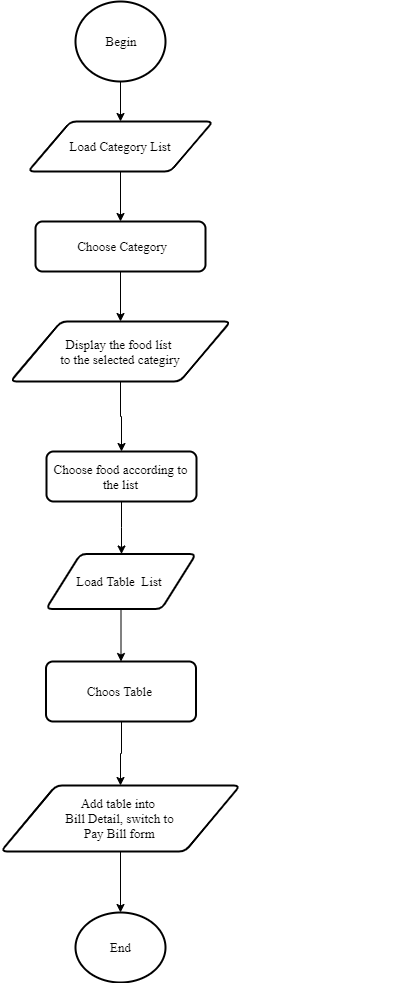 Begin
Load Category List
Choose Category
Display the food list
to the selected categiry
Choose food according to
the list
Load Table List
Choos Table
Add table into
Bill Detail, switch to
Pay Bill form
End